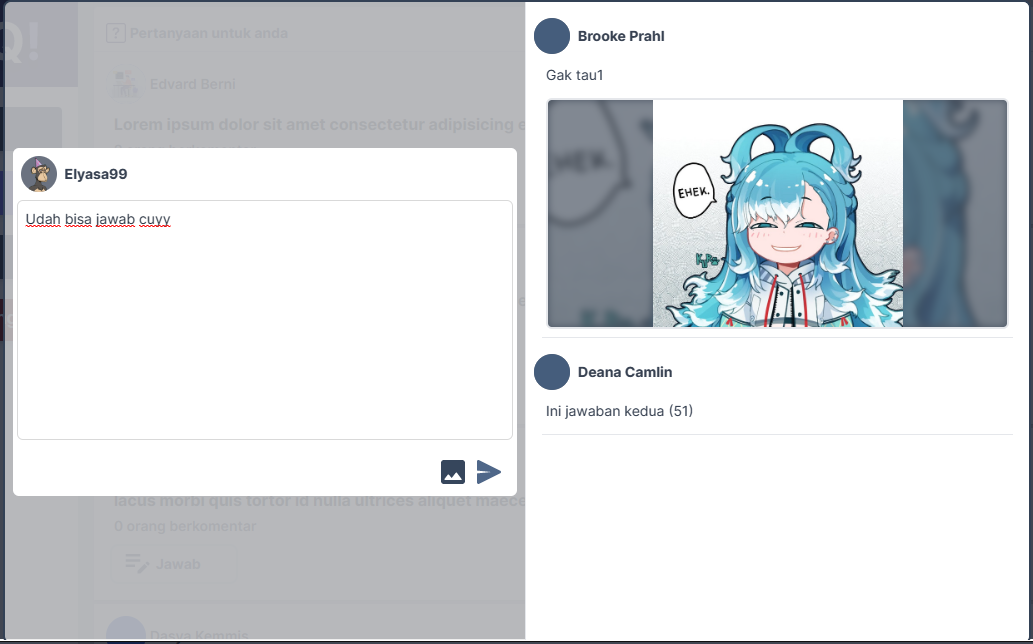 Q!
? Pertanyaan untuk anda
Edvard Berni
Lorem ipsum dolor sit amet consectetur adipisicing e
Elyasa99
Udah bisa jawab cuyy
lacus morbi quis tortor id nulla ultrices aliquet maece
0 orang berkomentar
Jawab
Dasya Kemmis
Brooke Prahl
Gak tau1
HEK.
EHEK.
Deana Camlin
Ini jawaban kedua (51)